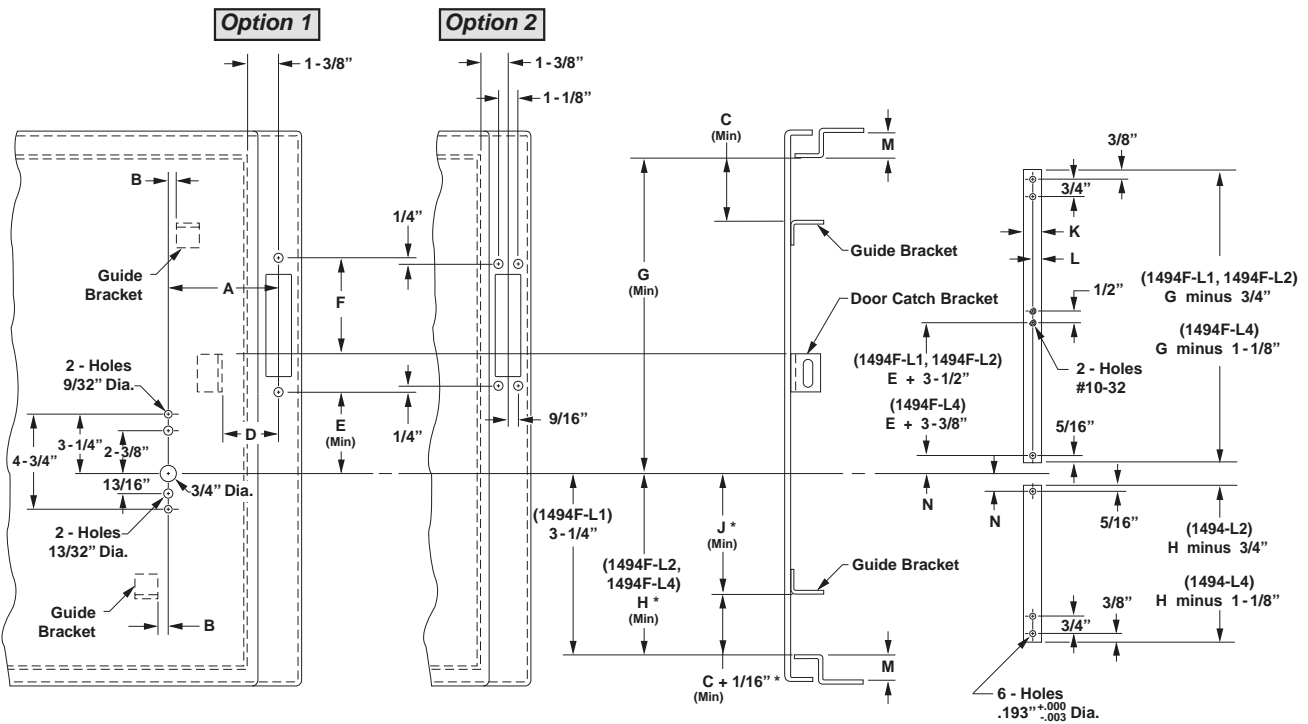 Option 1
Option 2
1-3/8”
1-3/8”
1-1/8”
C
(Min)
M
3/8”
3/4”
B
Guide
Bracket
A
F
1/4”
G
(Min)
Guide Bracket
Door Catch Bracket
K
L
1/2”
(1494F-L1, 1494F-L2)
G minus 3/4”
(1494F-L4)
G minus 1-1/8”
2 - Holes
9/32” Dia.
(1494F-L1, 1494F-L2)
E + 3-1/2”
(1494F-L4)
E + 3-3/8”
2 - Holes
#10-32
D
E
(Min)
1/4”
9/16”
5/16”
4-3/4”
3-1/4”
2-3/8”
13/16”
3/4” Dia.
N
N
2 - Holes
13/32” Dia.
(1494F-L1)
3-1/4”
(1494F-L2,
1494F-L4)
H *
(Min)
J *
(Min)
5/16”
(1494-L2)
H minus 3/4”
(1494-L4)
H minus 1-1/8”
Guide Bracket
Guide
Bracket
B
3/8”
3/4”
M
C + 1/16” *
(Min)
6 - Holes
.193” +.000 -.003 Dia.